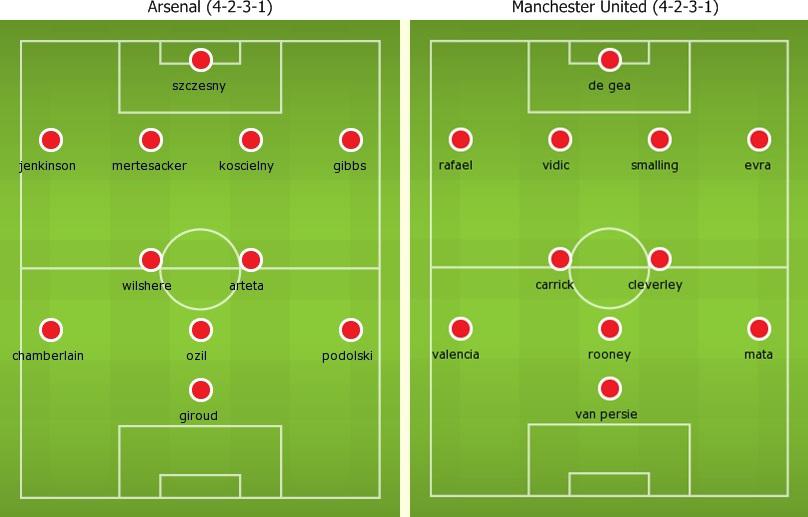 Arsenal (4-2-3-1)
szczesny
jenkinson mertesacker koscielny gibbs
wilshere arteta
chamberlain ozil podolski
giroud
Manchester United (4-2-3-1)
de gea
rafael vidic smalling evra
carrick cleverley
valencia rooney mata
van persie